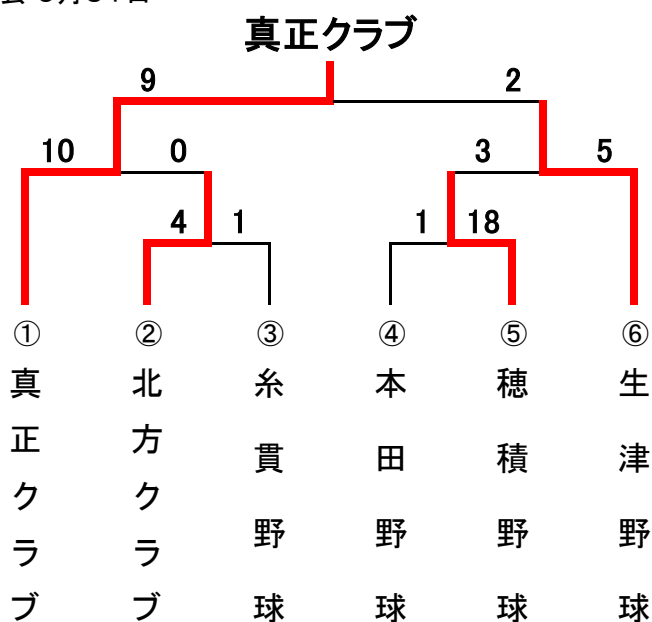 真正クラブ
9 2
10 0 3 5
4 1 1 18
① ② ③ ④ ⑤ ⑥
真正クラブ
北方クラブ
糸貫野球
本田野球
穂積野球
生津野球